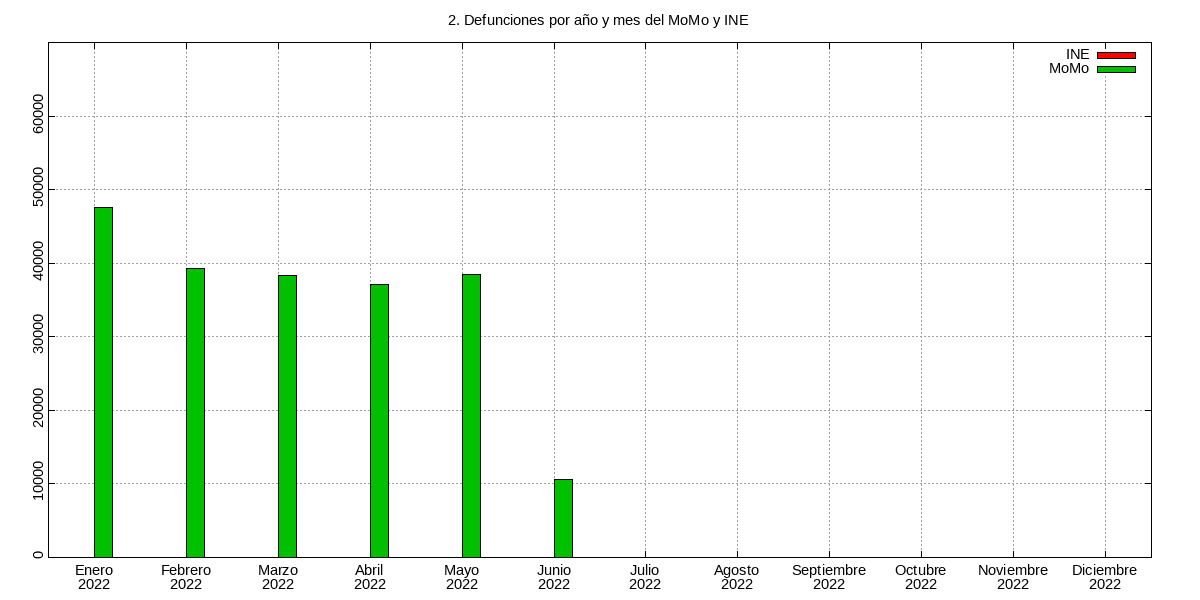 2. Defunciones por año y mes del MoMo y INE
INE
MoMo
60000
50000
40000
30000
20000
10000
0
Enero Febrero Marzo Abril Mayo Junio Julio Agosto Septiembre Octubre Noviembre Diciembre
2022 2022 2022 2022 2022 2022 2022 2022 2022 2022 2022 2022